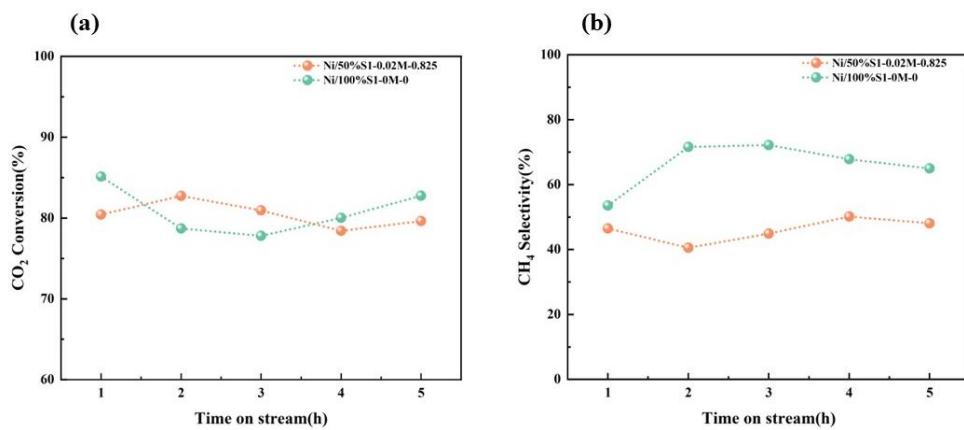 (a)
100
90
80
70
60
CO2 Conversion(%)
Ni/50%S1-0.02M-0.825
Ni/100%S1-0M-0
1 2 3 4 5
Time on stream(h)
(b)
100
80
60
40
20
0
CH4 Selectivity(%)
Ni/50%S1-0.02M-0.825
Ni/100%S1-0M-0
1 2 3 4 5
Time on stream(h)